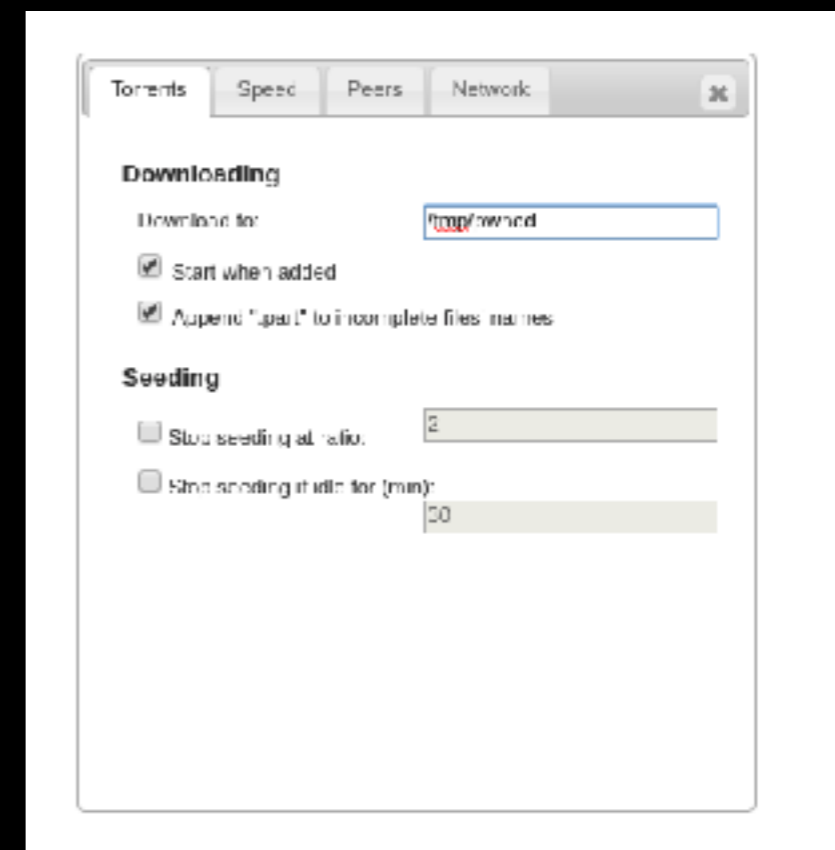 Torrents Speed Peers Network
Downloading
Download to: /tmp/owned
Start when added
Append ".part" to incomplete files' names
Seeding
Stop seeding at ratio: 2
Stop seeding if idle for (min):
30